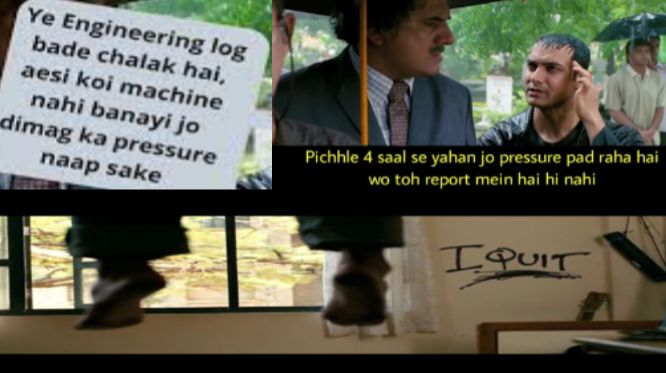 Ye Engineering log
bade chalak hai,
aesi koi machine
nahi banayi jo
dimag ka pressure
naap sake
Pichhle 4 saal se yahan jo pressure pad raha hai
wo toh report mein hai hi nahi
I QUIT